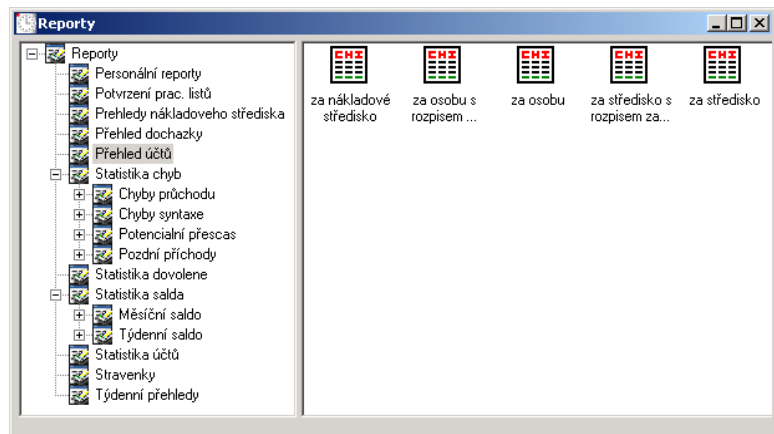 Reporty
Reporty
Personální reporty
Potvrzení prac. listů
Prehledy nákladoveho střediska
Přehled dochazky
Přehled účtů
Statistika chyb
Chyby průchodu
Chyby syntaxe
Potencialní přescas
Pozdní příchody
Statistika dovolene
Statistika salda
Měsíční saldo
Týdenní saldo
Statistika účtů
Stravenky
Týdenní přehledy
CHI CHI CHI CHI CHI
za nákladové za osobu s za osobu za středisko s za středisko
středisko rozpisem ... rozpisem za...